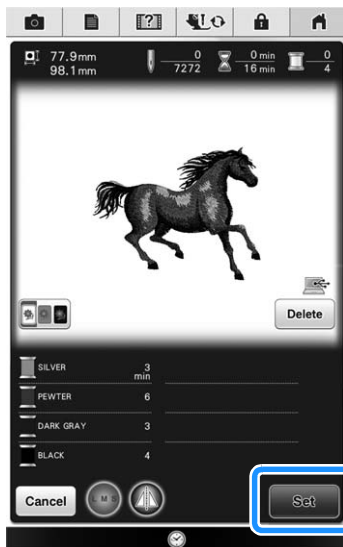 77.9mm 0 0 min 0
98.1mm 7272 16 min 4
Delete
SILVER 3
min
PEWTER 6
DARK GRAY 3
BLACK 4
Cancel L M S Set